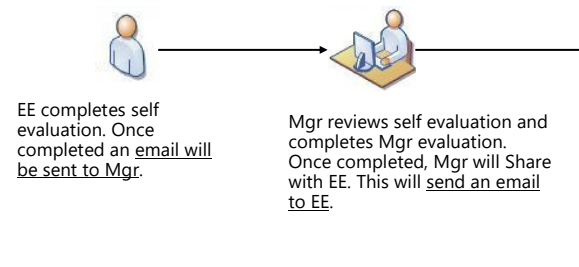 EE completes self
evaluation. Once
completed an email will
be sent to Mgr.
Mgr reviews self evaluation and
completes Mgr evaluation.
Once completed, Mgr will Share
with EE. This will send an email
to EE.